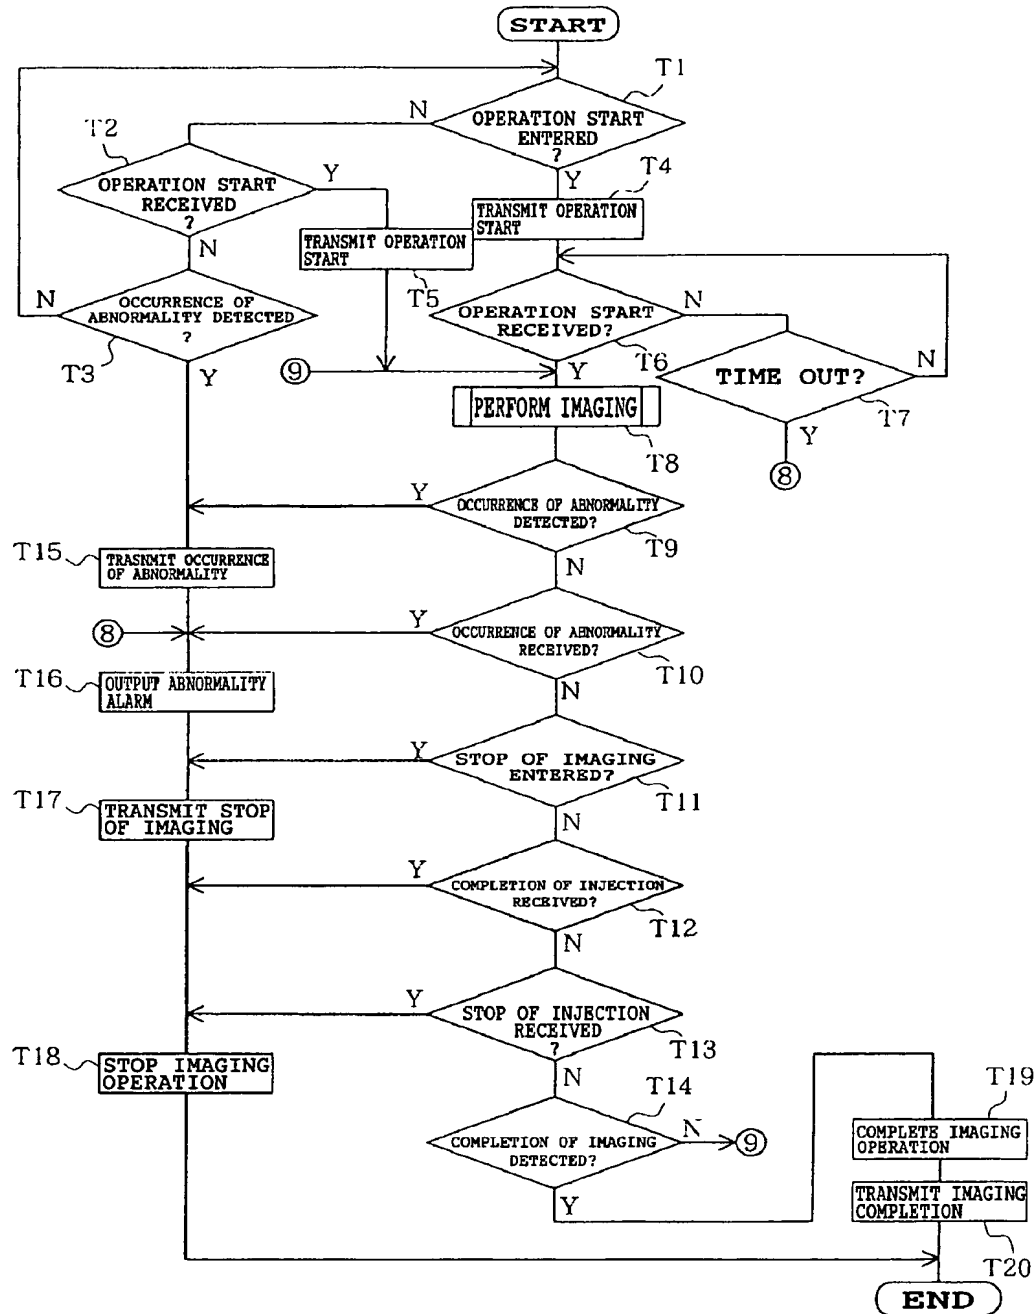 START
T1
N
OPERATION START
ENTERED
?
Y
T2
OPERATION START
RECEIVED
?
Y
N
T4
TRANSMIT OPERATION
START
TRANSMIT OPERATION
START
T5
N
OCCURRENCE OF
ABNORMALITY DETECTED
?
T3
Y
OPERATION START
RECEIVED?
N
T6
Y
TIME OUT?
N
T7
Y
⑧
⑨
PERFORM IMAGING
T8
Y
OCCURRENCE OF ABNORMALITY
DETECTED?
T9
N
T15
TRASNMIT OCCURRENCE
OF ABNORMALITY
⑧
Y
OCCURRENCE OF ABNORMALITY
RECEIVED?
T10
N
T16
OUTPUT ABNORMALITY
ALARM
Y
STOP OF IMAGING
ENTERED?
T11
N
T17
TRANSMIT STOP
OF IMAGING
Y
COMPLETION OF INJECTION
RECEIVED?
T12
N
Y
STOP OF INJECTION
RECEIVED
?
T13
N
T18
STOP IMAGING
OPERATION
T14
COMPLETION OF IMAGING
DETECTED?
N
⑨
Y
T19
COMPLETE IMAGING
OPERATION
TRANSMIT IMAGING
COMPLETION
T20
END